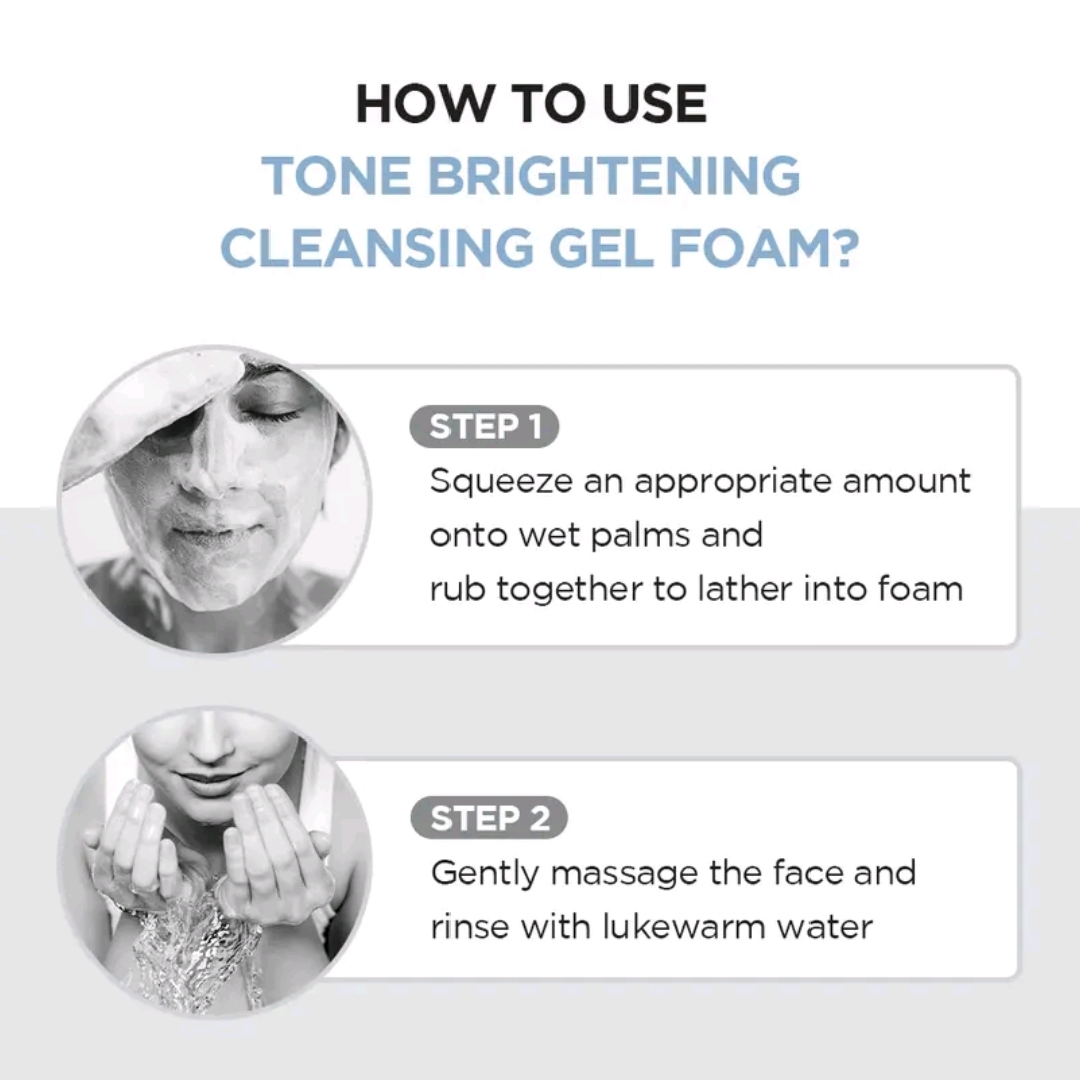 HOW TO USE
TONE BRIGHTENING
CLEANSING GEL FOAM?
STEP 1
Squeeze an appropriate amount
onto wet palms and
rub together to lather into foam
STEP 2
Gently massage the face and
rinse with lukewarm water